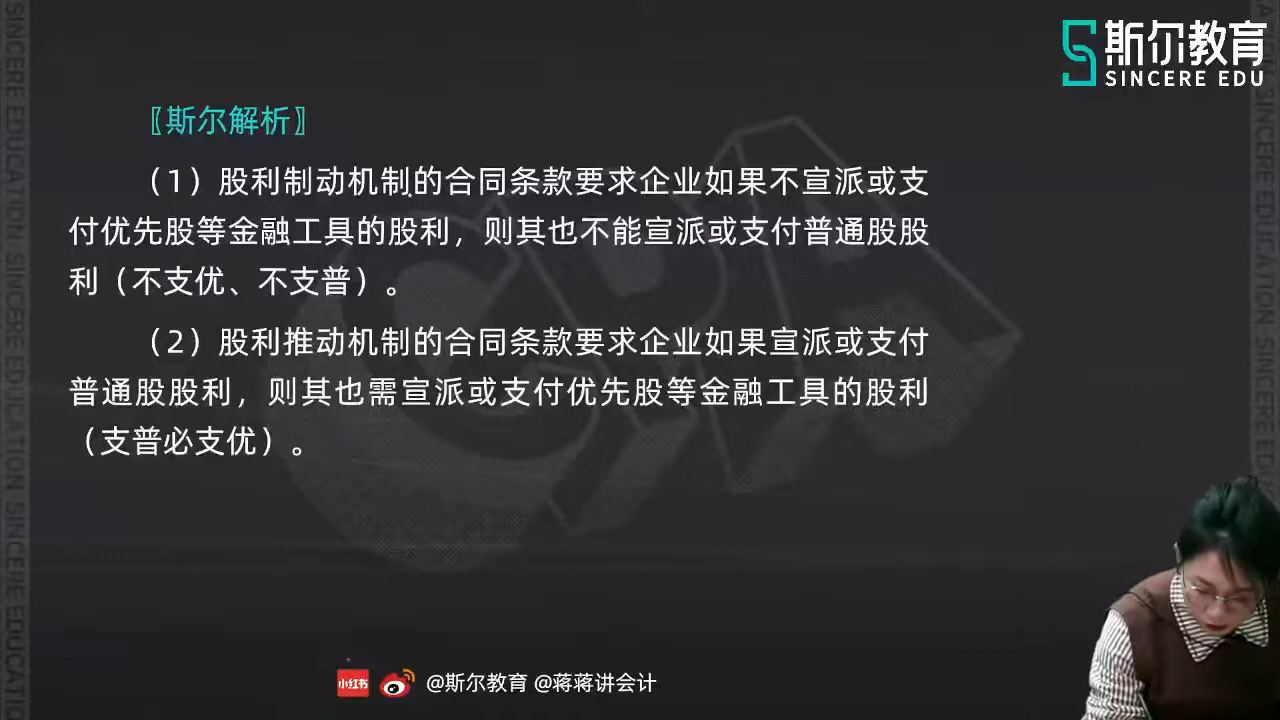 斯尔教育
SINCERE EDU
〖斯尔解析〗
（1）股利制动机制的合同条款要求企业如果不宣派或支
付优先股等金融工具的股利，则其也不能宣派或支付普通股股
利（不支优、不支普）。
（2）股利推动机制的合同条款要求企业如果宣派或支付
普通股股利，则其也需宣派或支付优先股等金融工具的股利
（支普必支优）。
小红书 @斯尔教育 @蒋蒋讲会计